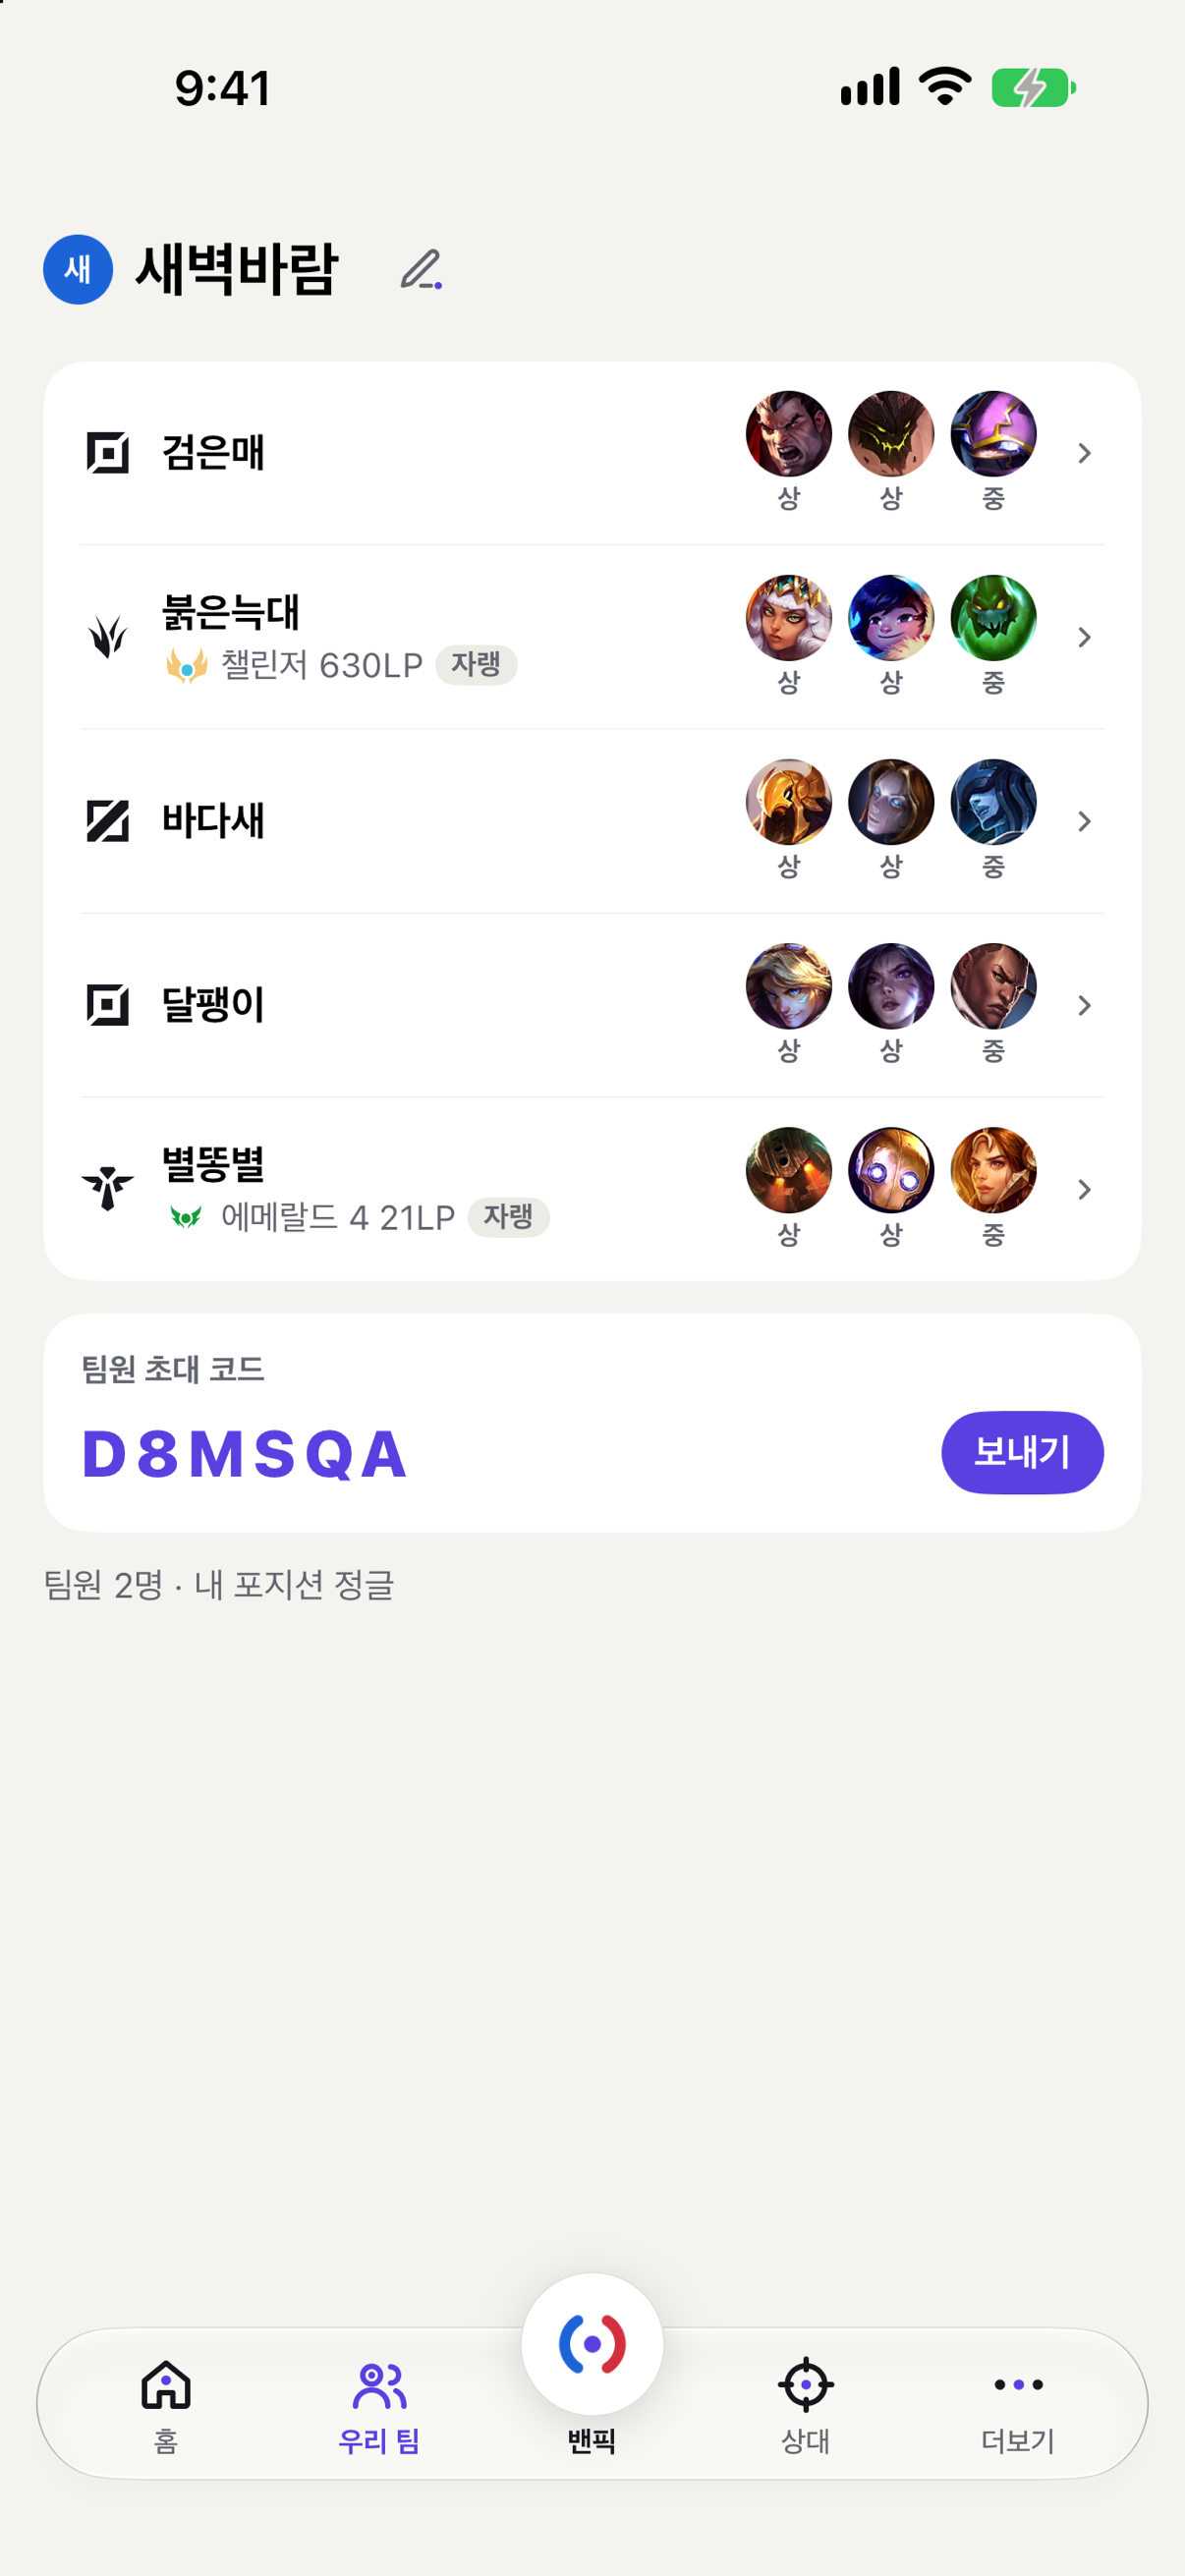 9:41
새 새벽바람
검은매
상 상 중
붉은늑대
챌린저 630LP 자랭
상 상 중
바다새
상 상 중
달팽이
상 상 중
별똥별
에메랄드 4 21LP 자랭
상 상 중
팀원 초대 코드
D8MSQA
보내기
팀원 2명 · 내 포지션 정글
홈 우리 팀 밴픽 상대 더보기